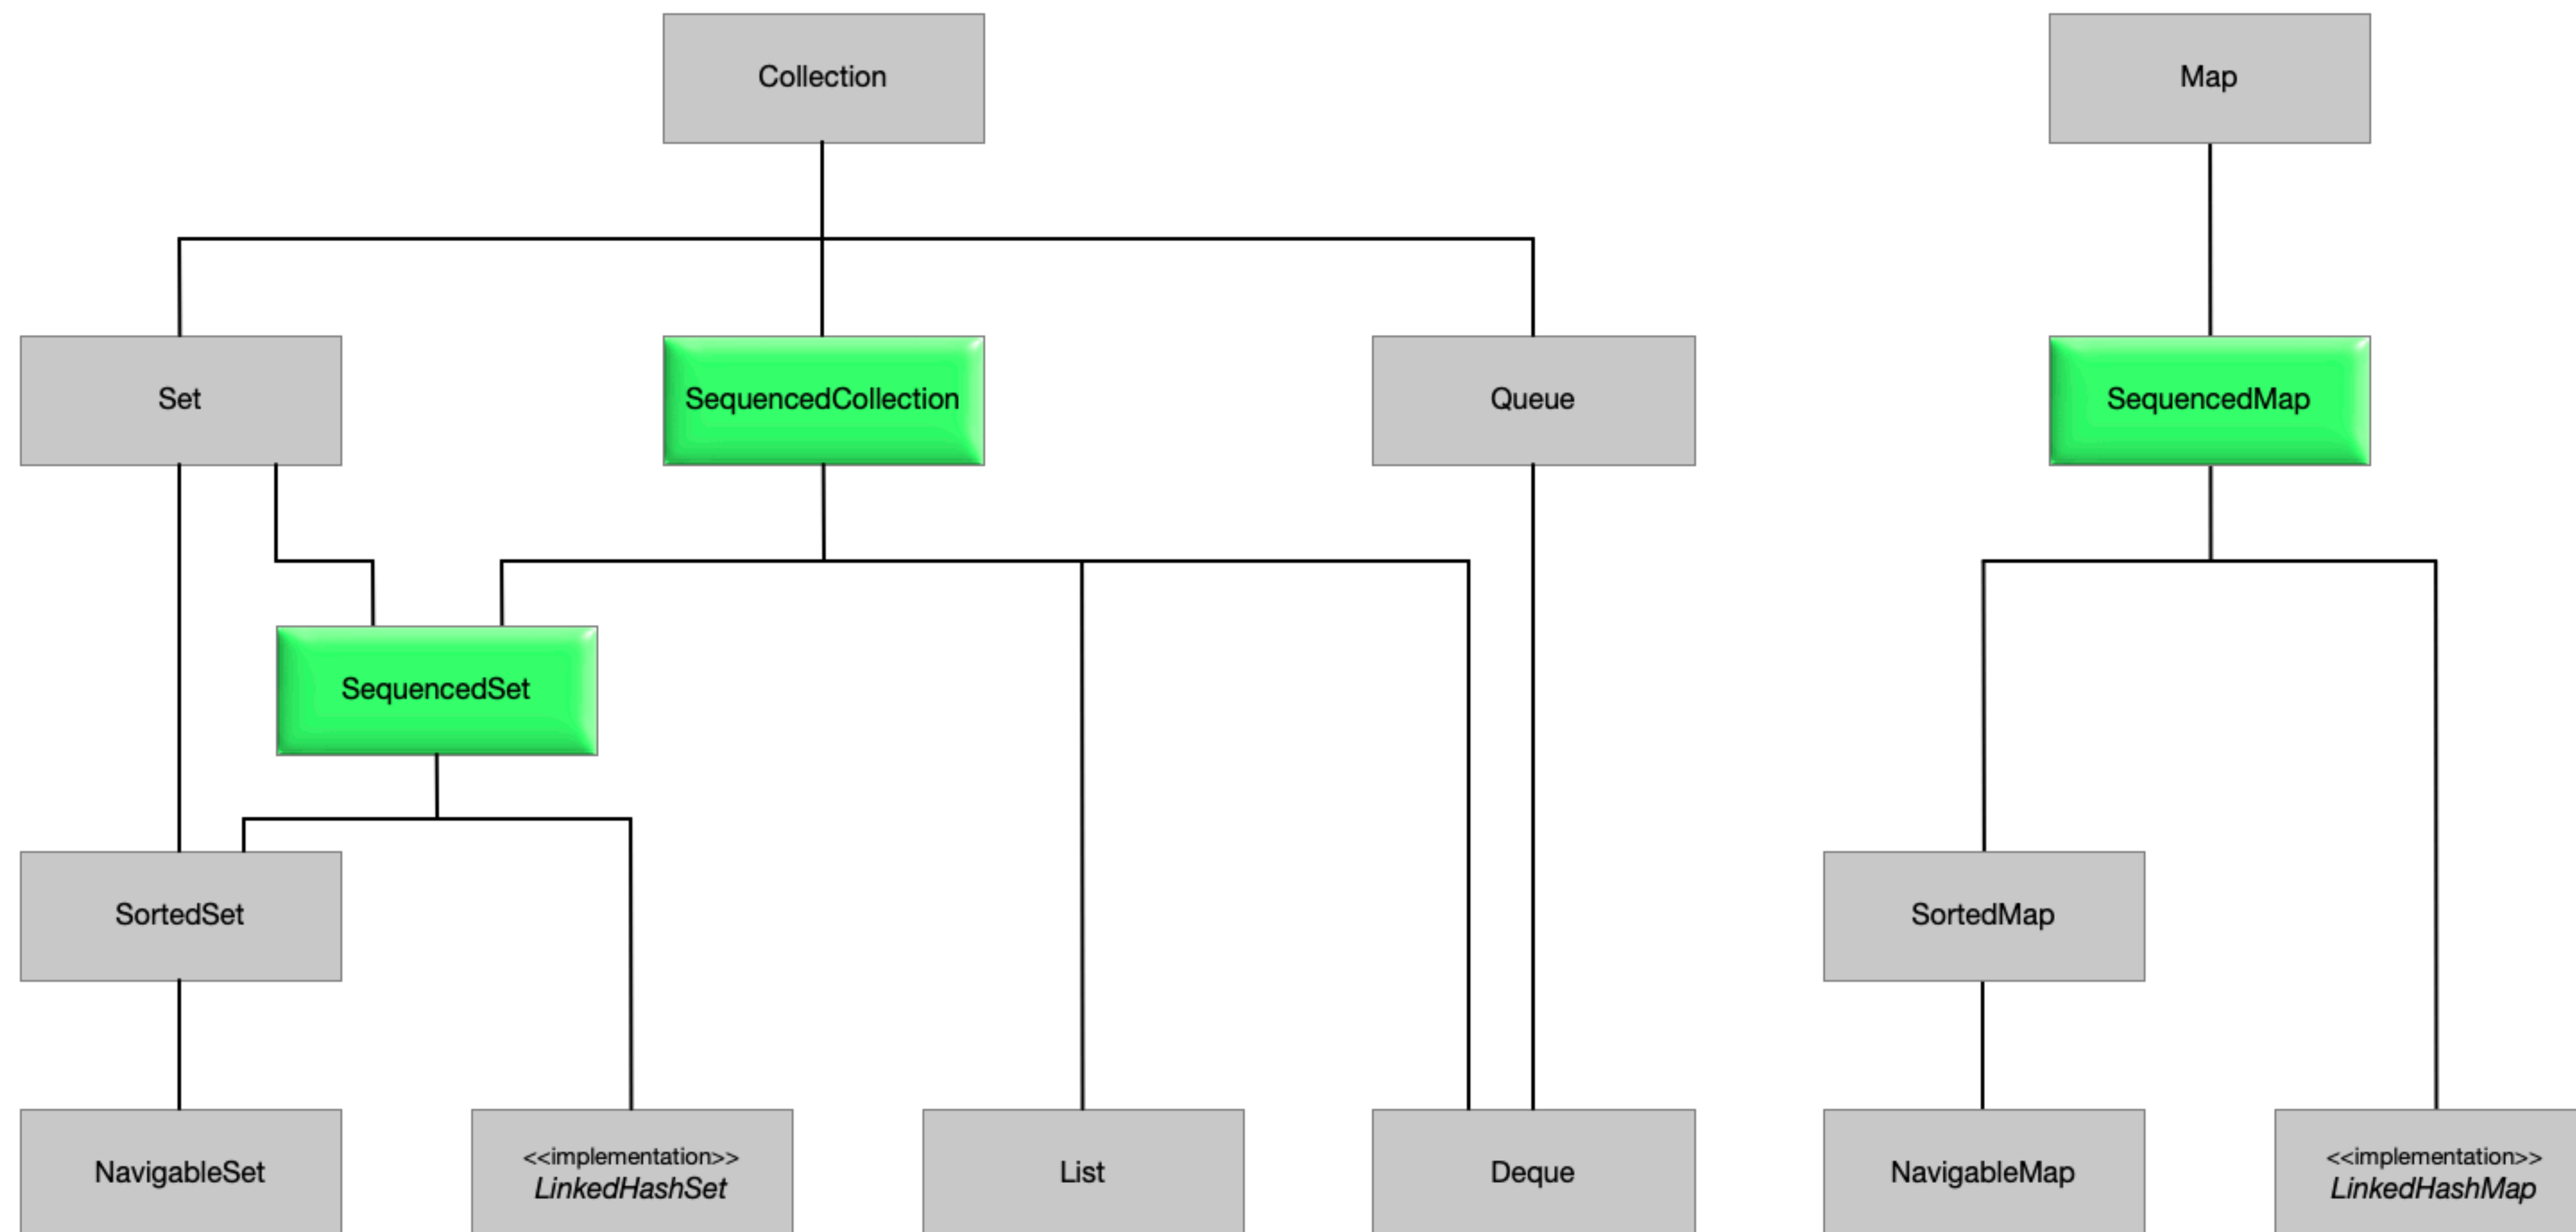 Collection
Map
Set
SequencedCollection
Queue
SequencedMap
SequencedSet
SortedSet
SortedMap
NavigableSet
<<implementation>>
LinkedHashSet
List
Deque
NavigableMap
<<implementation>>
LinkedHashMap